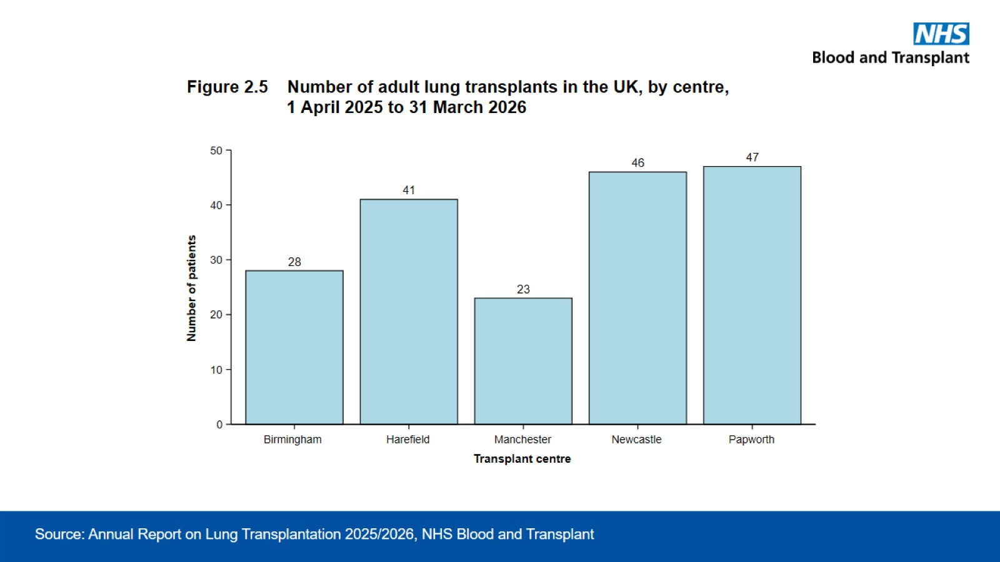 NHS
Blood and Transplant
Figure 2.5 Number of adult lung transplants in the UK, by centre,
1 April 2025 to 31 March 2026
Number of patients
50
40
30
20
10
0
28
41
23
46
47
Birmingham
Harefield
Manchester
Newcastle
Papworth
Transplant centre
Source: Annual Report on Lung Transplantation 2025/2026, NHS Blood and Transplant